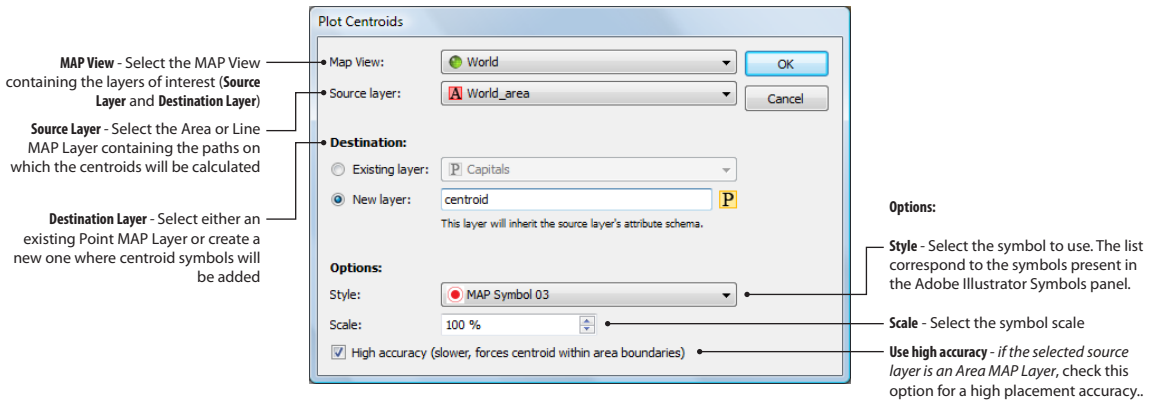 Plot Centroids
MAP View - Select the MAP View
containing the layers of interest (Source
Layer and Destination Layer)
Source Layer - Select the Area or Line
MAP Layer containing the paths on
which the centroids will be calculated
Destination Layer - Select either an
existing Point MAP Layer or create a
new one where centroid symbols will
be added
Map View:
World
OK
Source layer:
A World_area
Cancel
Destination:
Existing layer:
P Capitals
New layer:
centroid
P
This layer will inherit the source layer's attribute schema.
Options:
Style:
MAP Symbol 03
Scale:
100 %
High accuracy (slower, forces centroid within area boundaries)
Options:
Style - Select the symbol to use. The list
correspond to the symbols present in
the Adobe Illustrator Symbols panel.
Scale - Select the symbol scale
Use high accuracy - if the selected source
layer is an Area MAP Layer, check this
option for a high placement accuracy..